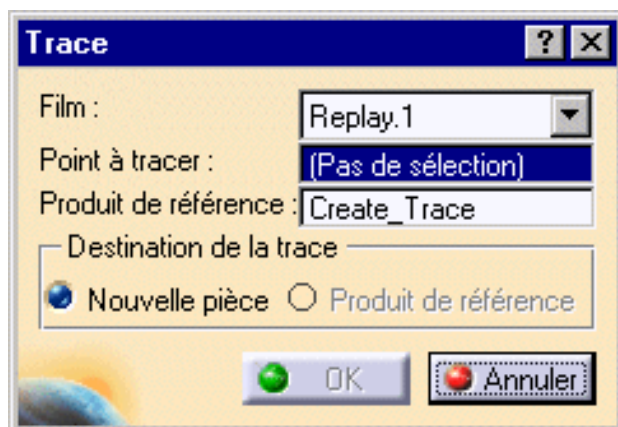 Trace
Film : Replay.1
Point à tracer : (Pas de sélection)
Produit de référence : Create_Trace
Destination de la trace
Nouvelle pièce Produit de référence
OK Annuler